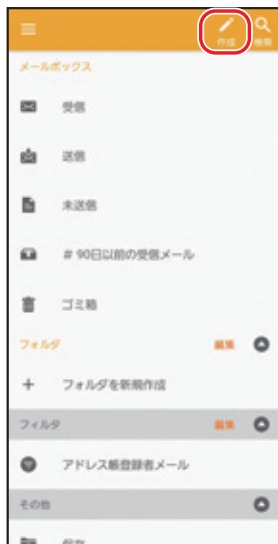 作成 検索
メールボックス
受信
送信
未送信
# 90日以前の受信メール
ゴミ箱
フォルダ 編集
+ フォルダを新規作成
フィルタ 編集
アドレス帳登録者メール
その他